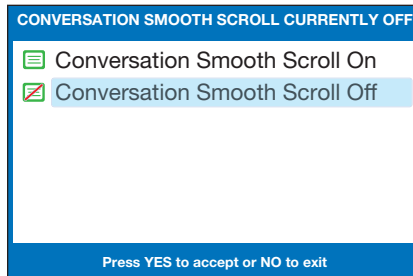 CONVERSATION SMOOTH SCROLL CURRENTLY OFF
Conversation Smooth Scroll On
Conversation Smooth Scroll Off
Press YES to accept or NO to exit